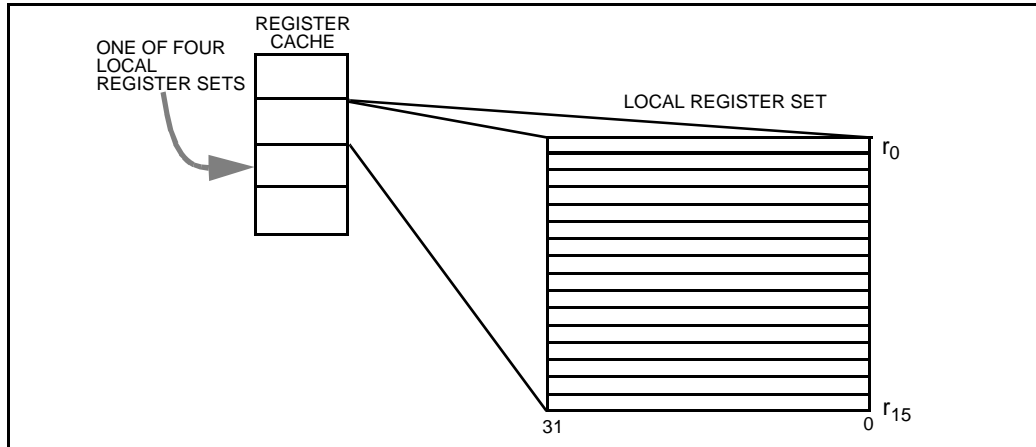 REGISTER
CACHE
ONE OF FOUR
LOCAL
REGISTER SETS
LOCAL REGISTER SET
r0
r15
31
0